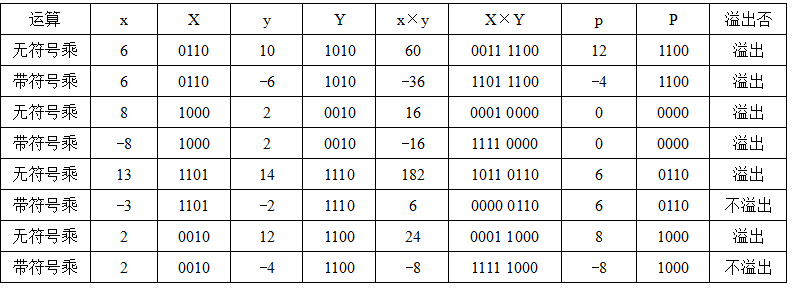 运算 x X y Y x×y X×Y p P 溢出否
无符号乘 6 0110 10 1010 60 0011 1100 12 1100 溢出
带符号乘 6 0110 −6 1010 −36 1101 1100 −4 1100 溢出
无符号乘 8 1000 2 0010 16 0001 0000 0 0000 溢出
带符号乘 −8 1000 2 0010 −16 1111 0000 0 0000 溢出
无符号乘 13 1101 14 1110 182 1011 0110 6 0110 溢出
带符号乘 −3 1101 −2 1110 6 0000 0110 6 0110 不溢出
无符号乘 2 0010 12 1100 24 0001 1000 8 1000 溢出
带符号乘 2 0010 −4 1100 −8 1111 1000 −8 1000 不溢出